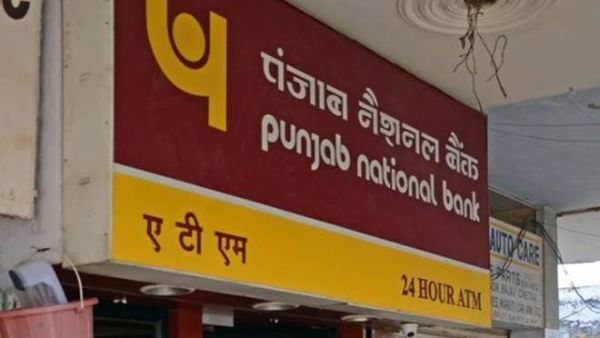 पंजाब नैशनल बैंक
punjab national bank
ए टी एम
24 HOUR ATM
AUTO CARE